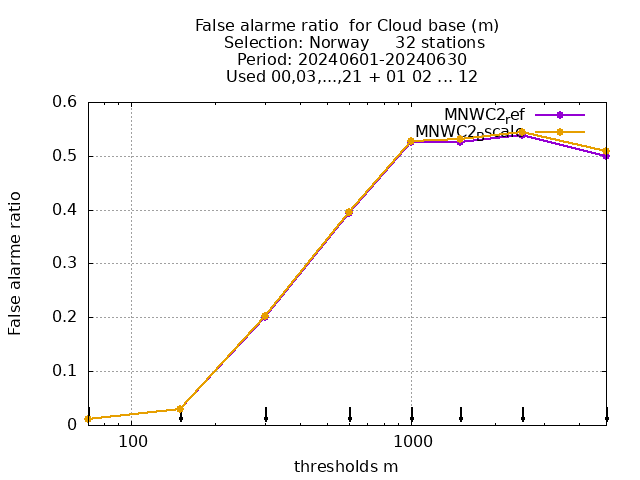 False alarme ratio  for Cloud base (m)
Selection: Norway     32 stations
Period: 20240601-20240630
Used 00,03,...,21 + 01 02 ... 12
MNWC2_ref
MNWC2_pscale
0.6
0.5
0.4
0.3
0.2
0.1
0
False alarme ratio
100
1000
thresholds m